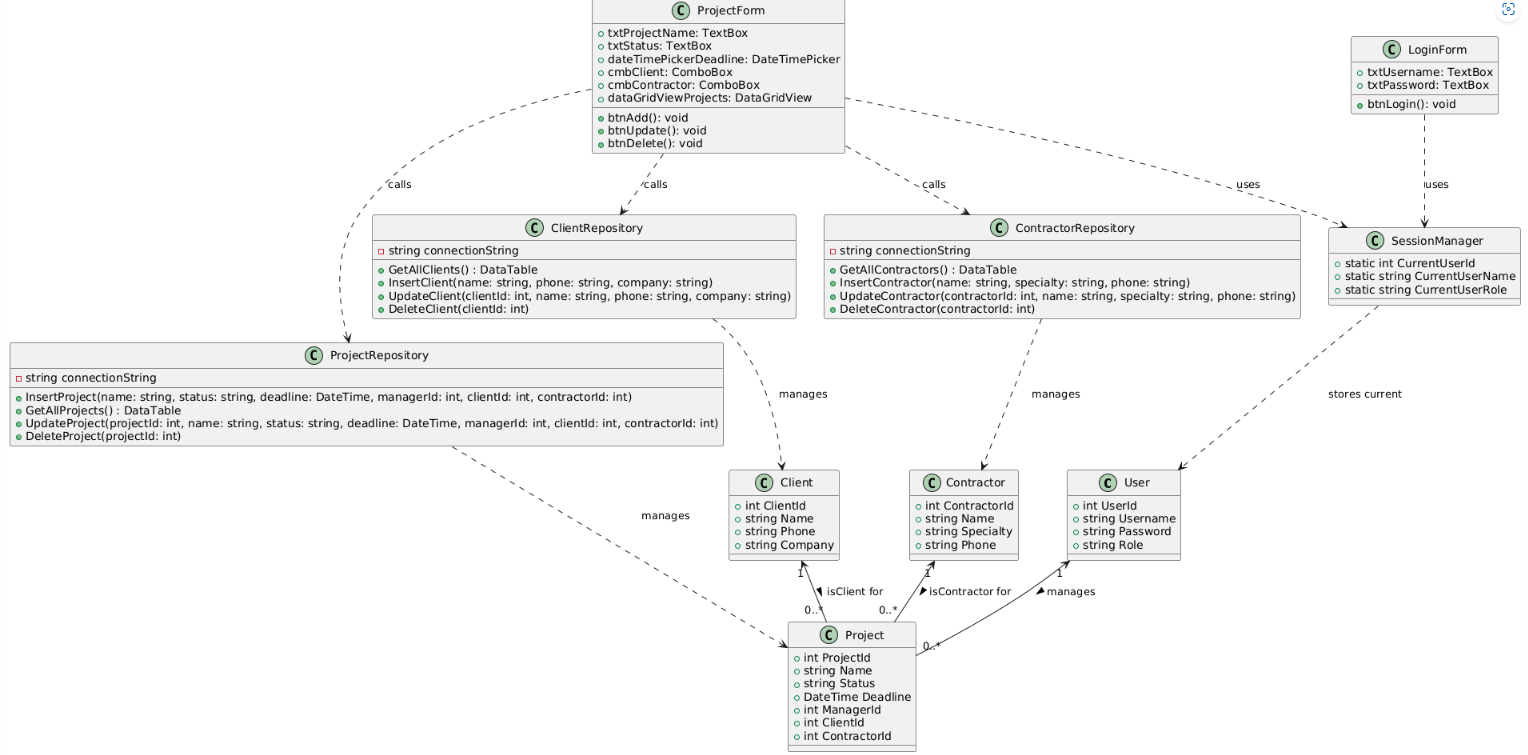 C ProjectForm
txtProjectName: TextBox
txtStatus: TextBox
dateTimePickerDeadline: DateTimePicker
cmbClient: ComboBox
cmbContractor: ComboBox
dataGridViewProjects: DataGridView
btnAdd(): void
btnUpdate(): void
btnDelete(): void
C LoginForm
txtUsername: TextBox
txtPassword: TextBox
btnLogin(): void
calls
calls
calls
uses
uses
C ClientRepository
string connectionString
GetAllClients() : DataTable
InsertClient(name: string, phone: string, company: string)
UpdateClient(clientId: int, name: string, phone: string, company: string)
DeleteClient(clientId: int)
C ContractorRepository
string connectionString
GetAllContractors() : DataTable
InsertContractor(name: string, specialty: string, phone: string)
UpdateContractor(contractorId: int, name: string, specialty: string, phone: string)
DeleteContractor(contractorId: int)
C SessionManager
static int CurrentUserId
static string CurrentUserName
static string CurrentUserRole
C ProjectRepository
string connectionString
InsertProject(name: string, status: string, deadline: DateTime, managerId: int, clientId: int, contractorId: int)
GetAllProjects() : DataTable
UpdateProject(projectId: int, name: string, status: string, deadline: DateTime, managerId: int, clientId: int, contractorId: int)
DeleteProject(projectId: int)
manages
manages
stores current
manages
C Client
int ClientId
string Name
string Phone
string Company
C Contractor
int ContractorId
string Name
string Specialty
string Phone
C User
int UserId
string Username
string Password
string Role
1
1
1
isClient for
isContractor for
manages
0..*
0..*
0..*
C Project
int ProjectId
string Name
string Status
DateTime Deadline
int ManagerId
int ClientId
int ContractorId